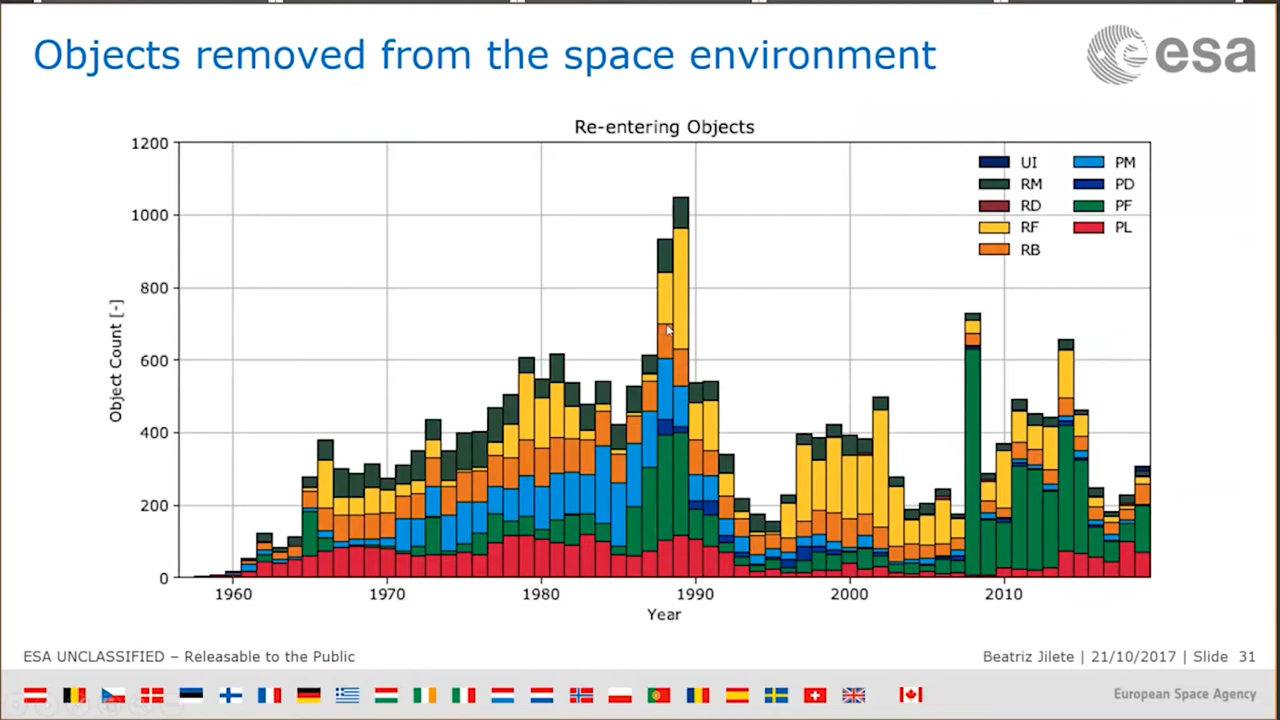 Objects removed from the space environment
esa
Re-entering Objects
1200
1000
800
600
400
200
0
Object Count [-]
UI
RM
RD
RF
RB
PM
PD
PF
PL
1960
1970
1980
1990
2000
2010
Year
ESA UNCLASSIFIED – Releasable to the Public
Beatriz Jilete | 21/10/2017 | Slide 31
European Space Agency